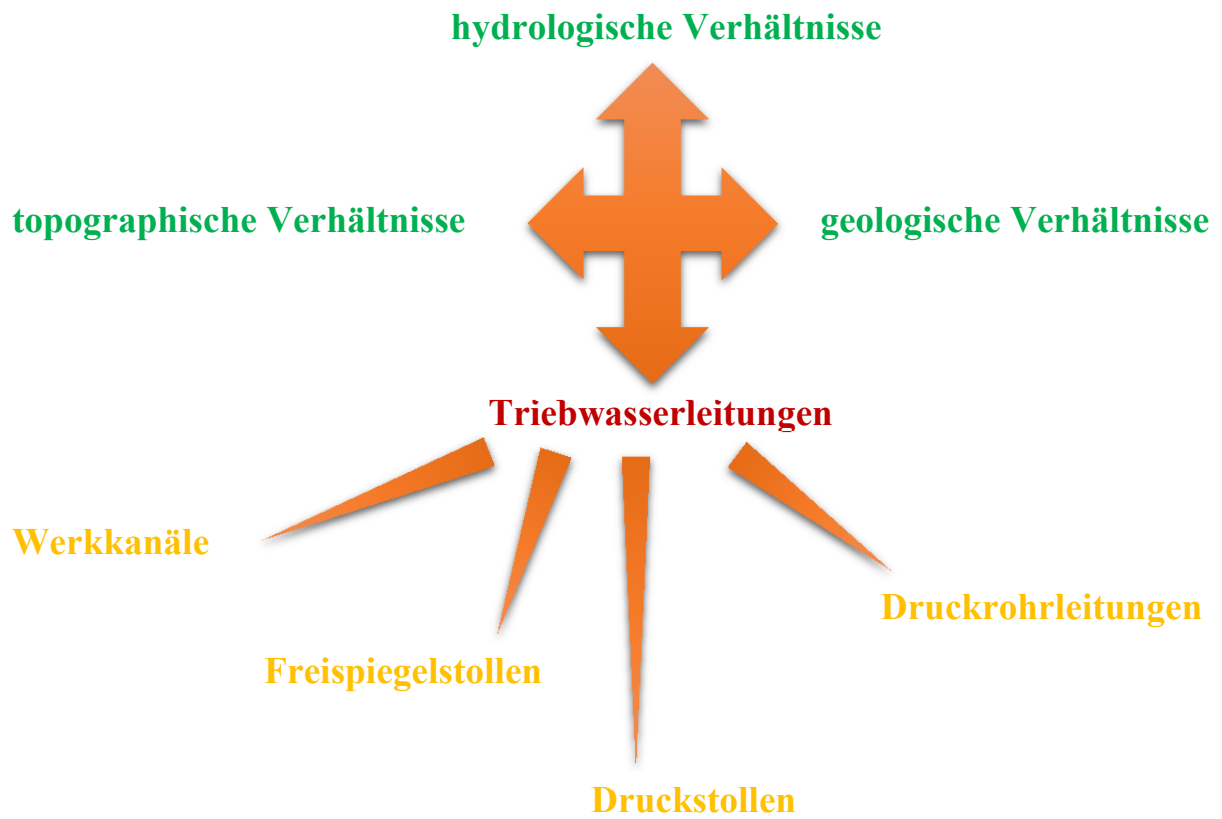 hydrologische Verhältnisse
topographische Verhältnisse
geologische Verhältnisse
Triebwasserleitungen
Werkkanäle
Druckrohrleitungen
Freispiegelstollen
Druckstollen